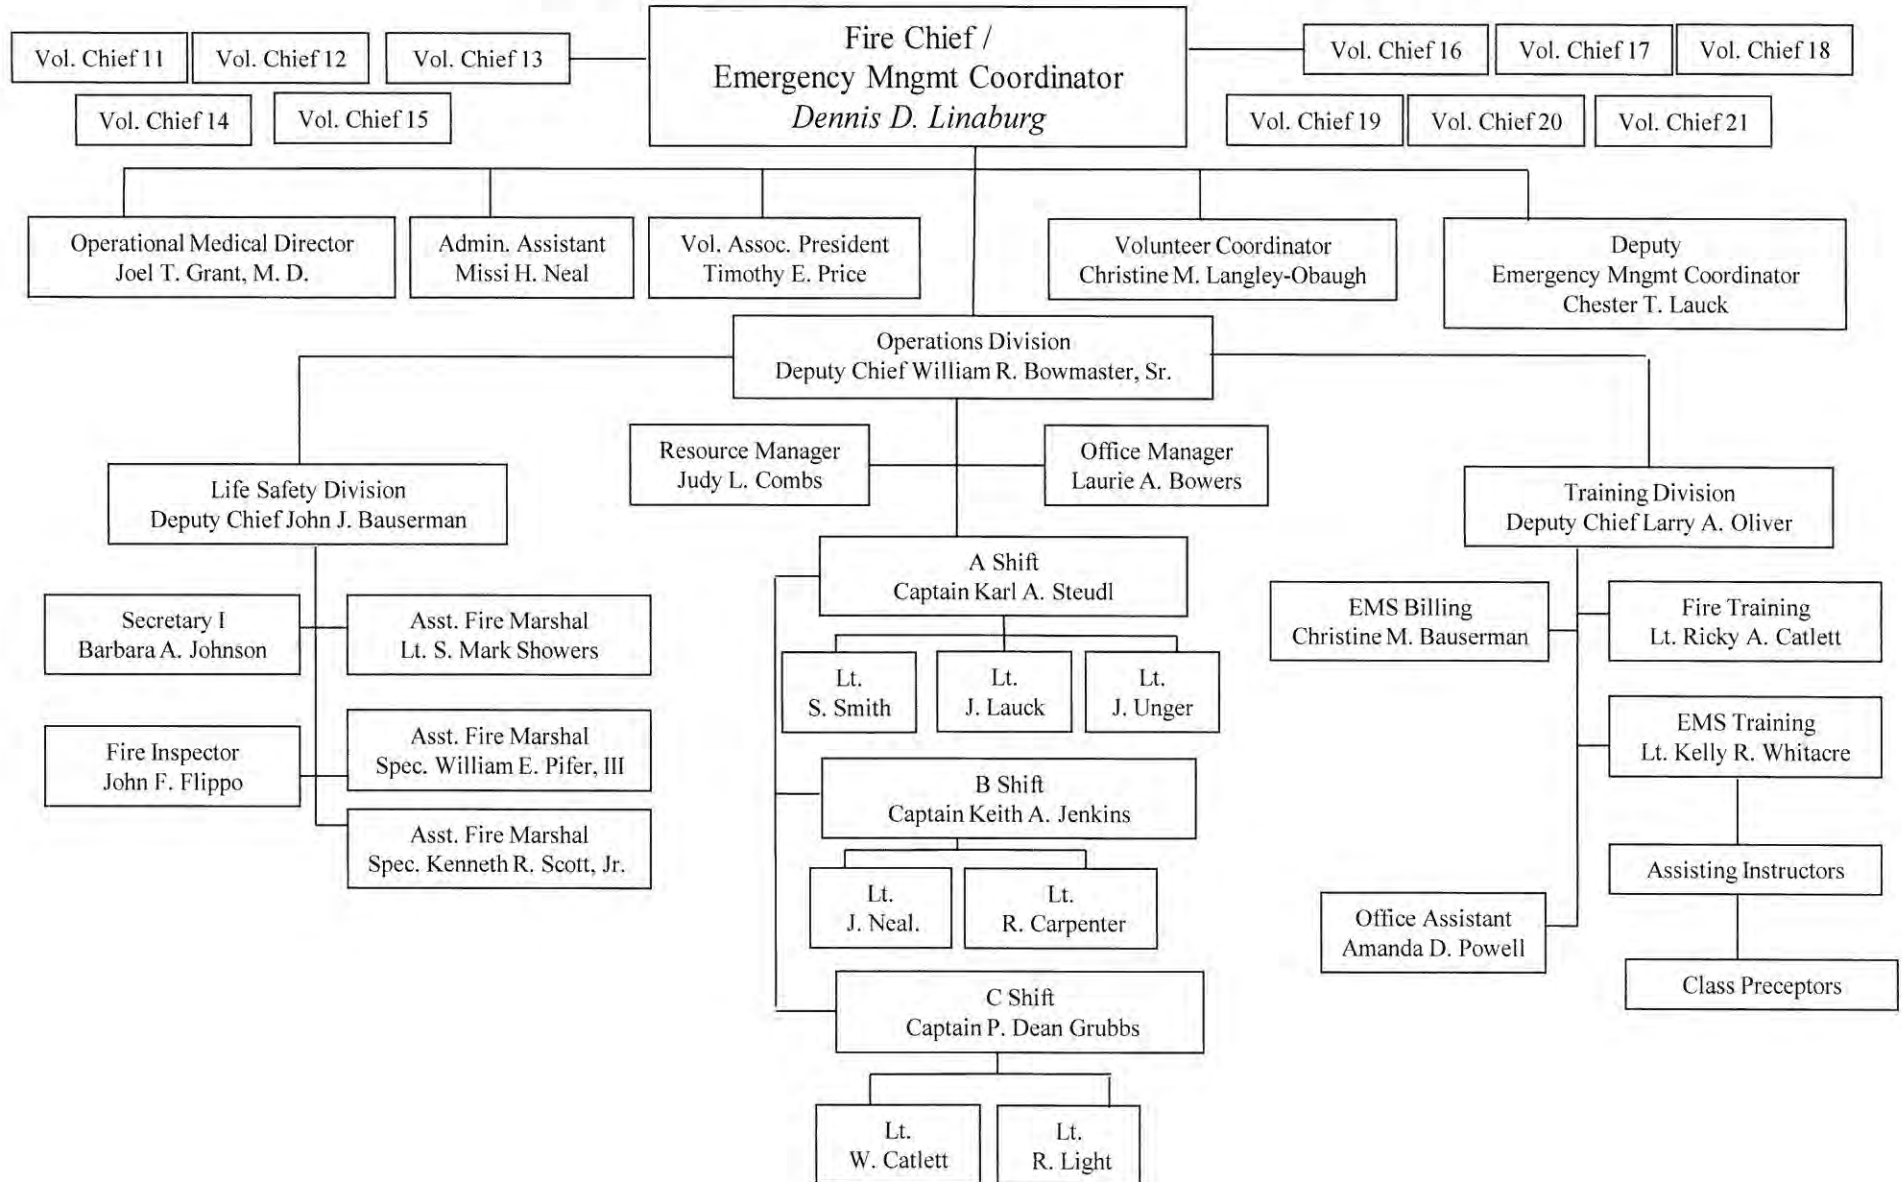 Fire Chief /
Emergency Mngmt Coordinator
Dennis D. Linaburg
Vol. Chief 11
Vol. Chief 12
Vol. Chief 13
Vol. Chief 14
Vol. Chief 15
Vol. Chief 16
Vol. Chief 17
Vol. Chief 18
Vol. Chief 19
Vol. Chief 20
Vol. Chief 21
Operational Medical Director
Joel T. Grant, M. D.
Admin. Assistant
Missi H. Neal
Vol. Assoc. President
Timothy E. Price
Volunteer Coordinator
Christine M. Langley-Obaugh
Deputy
Emergency Mngmt Coordinator
Chester T. Lauck
Operations Division
Deputy Chief William R. Bowmaster, Sr.
Resource Manager
Judy L. Combs
Office Manager
Laurie A. Bowers
Life Safety Division
Deputy Chief John J. Bauserman
Secretary I
Barbara A. Johnson
Asst. Fire Marshal
Lt. S. Mark Showers
Fire Inspector
John F. Flippo
Asst. Fire Marshal
Spec. William E. Pifer, III
Asst. Fire Marshal
Spec. Kenneth R. Scott, Jr.
A Shift
Captain Karl A. Steudl
Lt.
S. Smith
Lt.
J. Lauck
Lt.
J. Unger
B Shift
Captain Keith A. Jenkins
Lt.
J. Neal.
Lt.
R. Carpenter
C Shift
Captain P. Dean Grubbs
Lt.
W. Catlett
Lt.
R. Light
Training Division
Deputy Chief Larry A. Oliver
EMS Billing
Christine M. Bauserman
Fire Training
Lt. Ricky A. Catlett
EMS Training
Lt. Kelly R. Whitacre
Assisting Instructors
Office Assistant
Amanda D. Powell
Class Preceptors